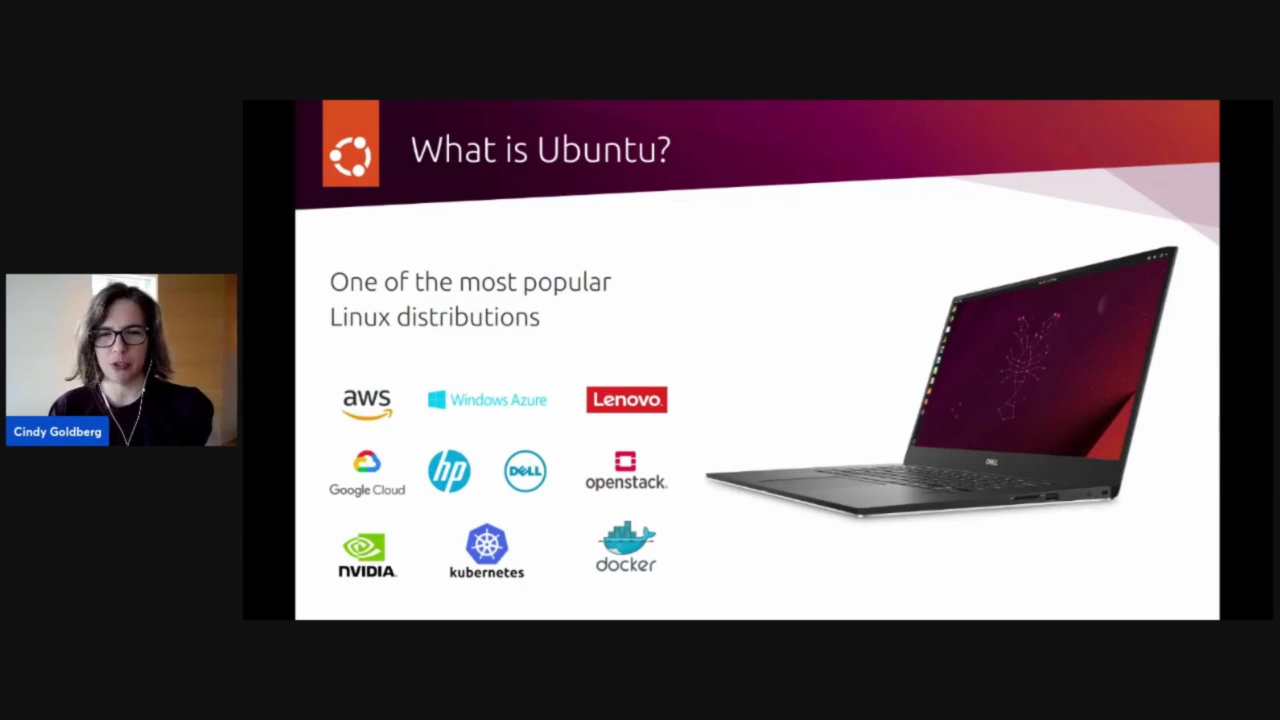 What is Ubuntu?
One of the most popular
Linux distributions
aws
Windows Azure
Lenovo.
Google Cloud
hp
DELL
openstack.
NVIDIA.
kubernetes
docker
DELL
Cindy Goldberg